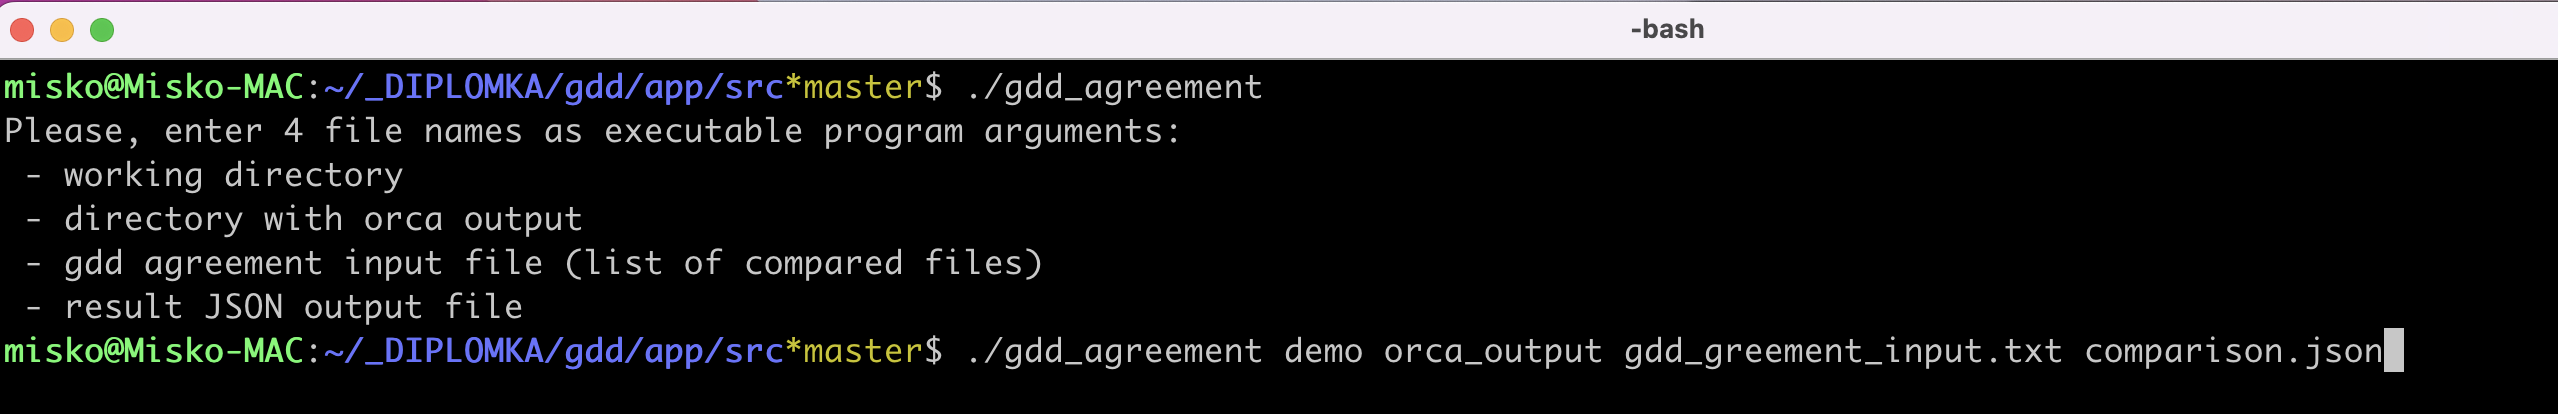 -bash
misko@Misko-MAC:~/_DIPLOMKA/gdd/app/src*master$ ./gdd_agreement
Please, enter 4 file names as executable program arguments:
 - working directory
 - directory with orca output
 - gdd agreement input file (list of compared files)
 - result JSON output file
misko@Misko-MAC:~/_DIPLOMKA/gdd/app/src*master$ ./gdd_agreement demo orca_output gdd_greement_input.txt comparison.json